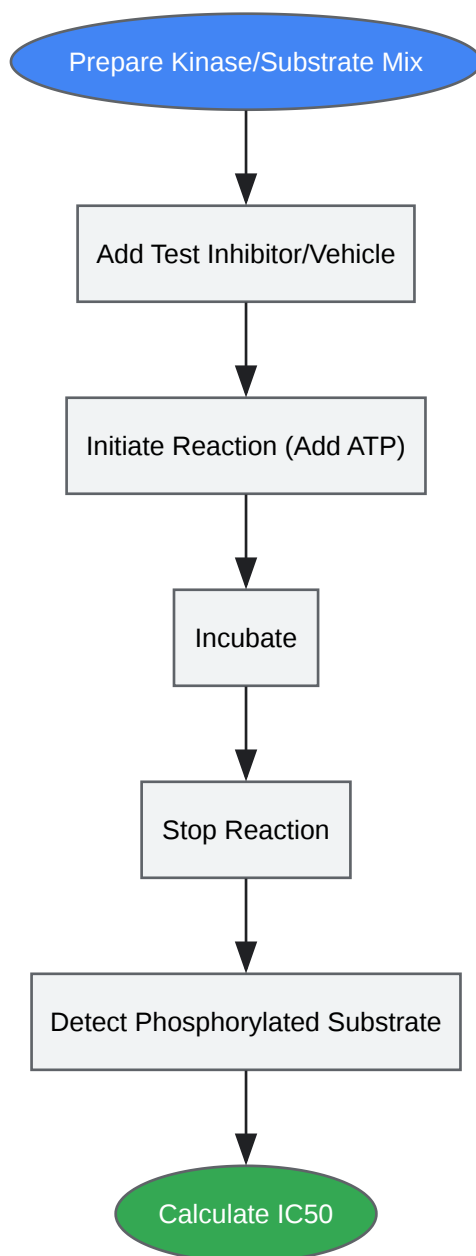 Prepare Kinase/Substrate Mix
Add Test Inhibitor/Vehicle
Initiate Reaction (Add ATP)
Incubate
Stop Reaction
Detect Phosphorylated Substrate
Calculate IC50